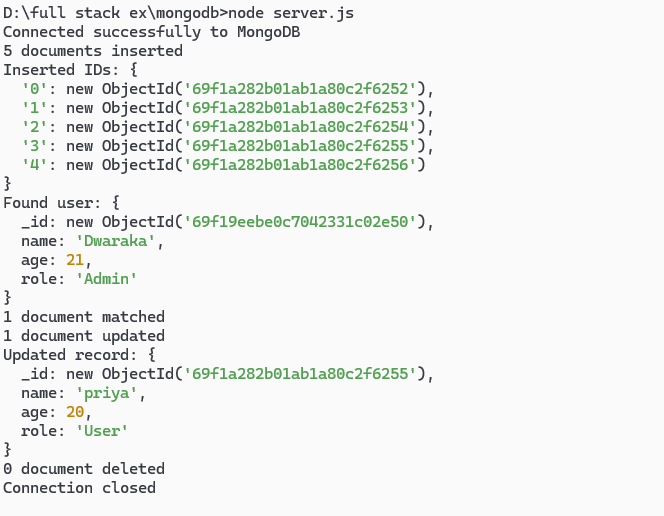 D:\full stack ex\mongodb>node server.js
Connected successfully to MongoDB
5 documents inserted
Inserted IDs: {
  '0': new ObjectId('69f1a282b01ab1a80c2f6252'),
  '1': new ObjectId('69f1a282b01ab1a80c2f6253'),
  '2': new ObjectId('69f1a282b01ab1a80c2f6254'),
  '3': new ObjectId('69f1a282b01ab1a80c2f6255'),
  '4': new ObjectId('69f1a282b01ab1a80c2f6256')
}
Found user: {
  _id: new ObjectId('69f19eebe0c7042331c02e50'),
  name: 'Dwaraka',
  age: 21,
  role: 'Admin'
}
1 document matched
1 document updated
Updated record: {
  _id: new ObjectId('69f1a282b01ab1a80c2f6255'),
  name: 'priya',
  age: 20,
  role: 'User'
}
0 document deleted
Connection closed